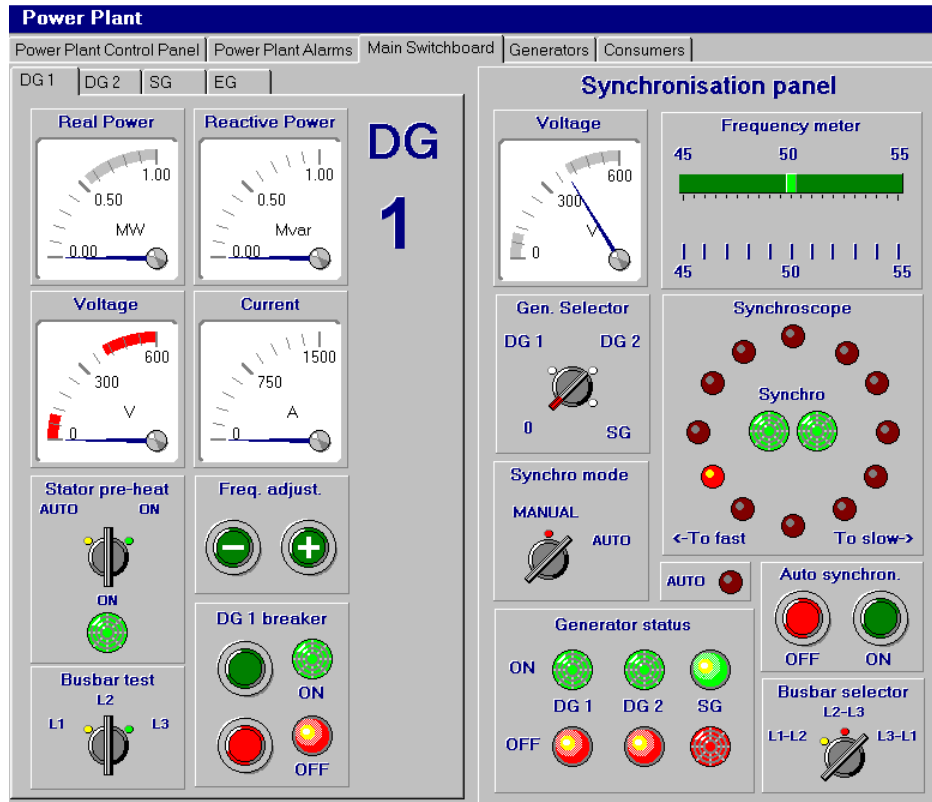 Power Plant
Power Plant Control Panel Power Plant Alarms Main Switchboard Generators Consumers
DG 1 DG 2 SG EG
Real Power
0.00 0.50 1.00
MW
Reactive Power
0.00 0.50 1.00
Mvar
DG
1
Voltage
0 300 600
V
Current
0 750 1500
A
Stator pre-heat
AUTO ON
ON
Freq. adjust.
− +
Busbar test
L2
L1 L3
DG 1 breaker
ON
OFF
Synchronisation panel
Voltage
0 300 600
V
Frequency meter
45 50 55
45 50 55
Gen. Selector
DG 1 DG 2
0 SG
Synchroscope
Synchro
<-To fast To slow->
Synchro mode
MANUAL
AUTO
AUTO
Auto synchron.
OFF ON
Generator status
ON
DG 1 DG 2 SG
OFF
Busbar selector
L2-L3
L1-L2 L3-L1